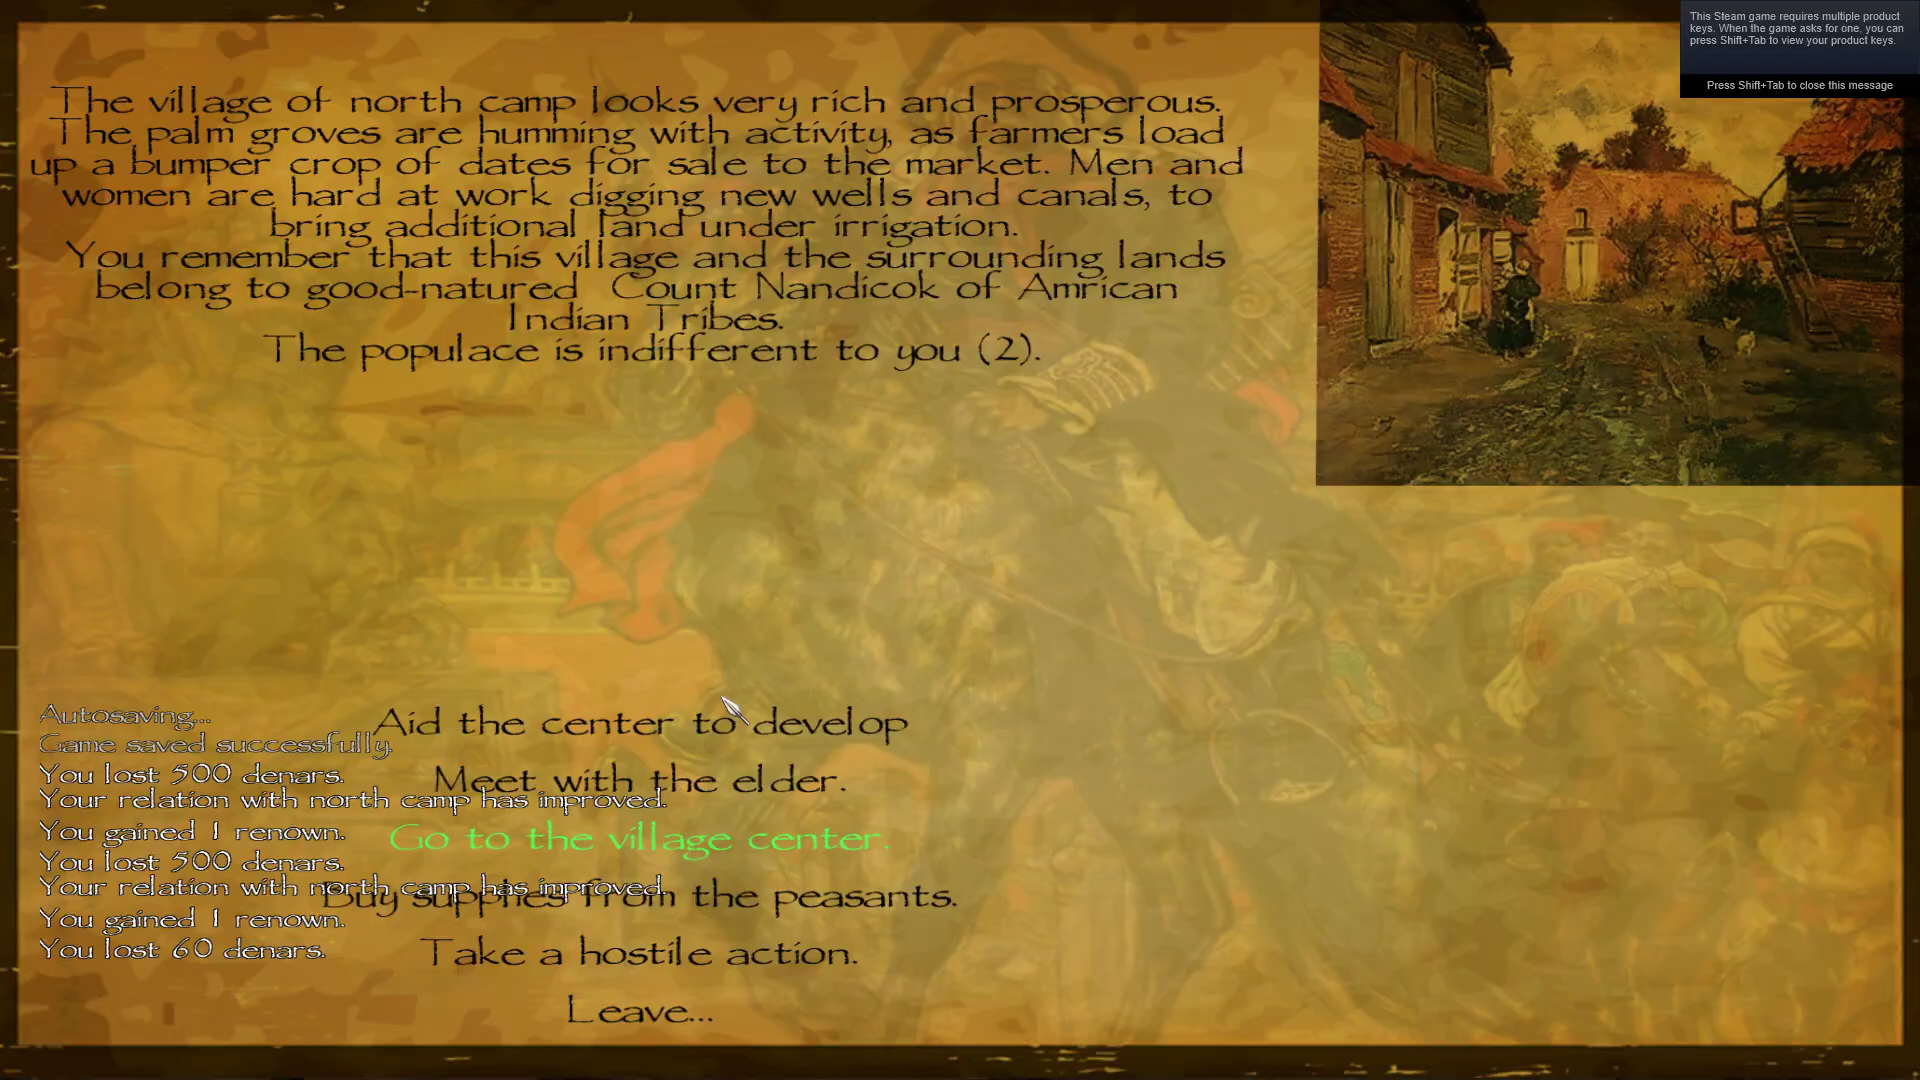 The village of north camp looks very rich and prosperous.
The palm groves are humming with activity, as farmers load
up a bumper crop of dates for sale to the market. Men and
women are hard at work digging new wells and canals, to
bring additional land under irrigation.
You remember that this village and the surrounding lands
belong to good-natured Count Nandicok of Amrican
Indian Tribes.
The populace is indifferent to you (2).
This Steam game requires multiple product
keys. When the game asks for one, you can
press Shift+Tab to view your product keys.
Press Shift+Tab to close this message
Aid the center to develop
Meet with the elder.
Go to the village center.
Buy supplies from the peasants.
Take a hostile action.
Leave...
Autosaving...
Game saved successfully.
You lost 500 denars.
Your relation with north camp has improved.
You gained 1 renown.
You lost 500 denars.
Your relation with north camp has improved.
You gained 1 renown.
You lost 60 denars.